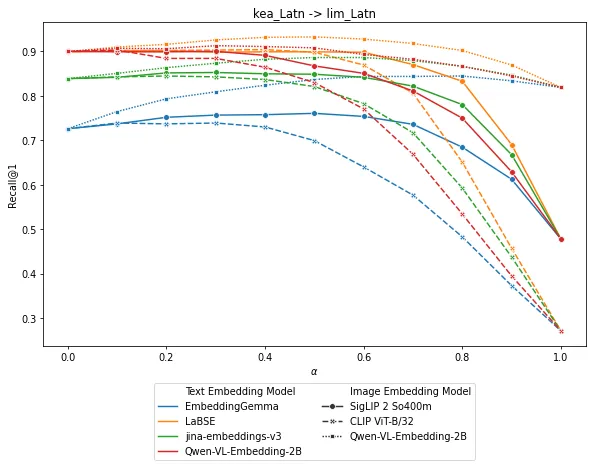 kea_Latn -> lim_Latn
Recall@1
0.9
0.8
0.7
0.6
0.5
0.4
0.3
0.0 0.2 0.4 0.6 0.8 1.0
α
Text Embedding Model Image Embedding Model
EmbeddingGemma SigLIP 2 So400m
LaBSE CLIP ViT-B/32
jina-embeddings-v3 Qwen-VL-Embedding-2B
Qwen-VL-Embedding-2B